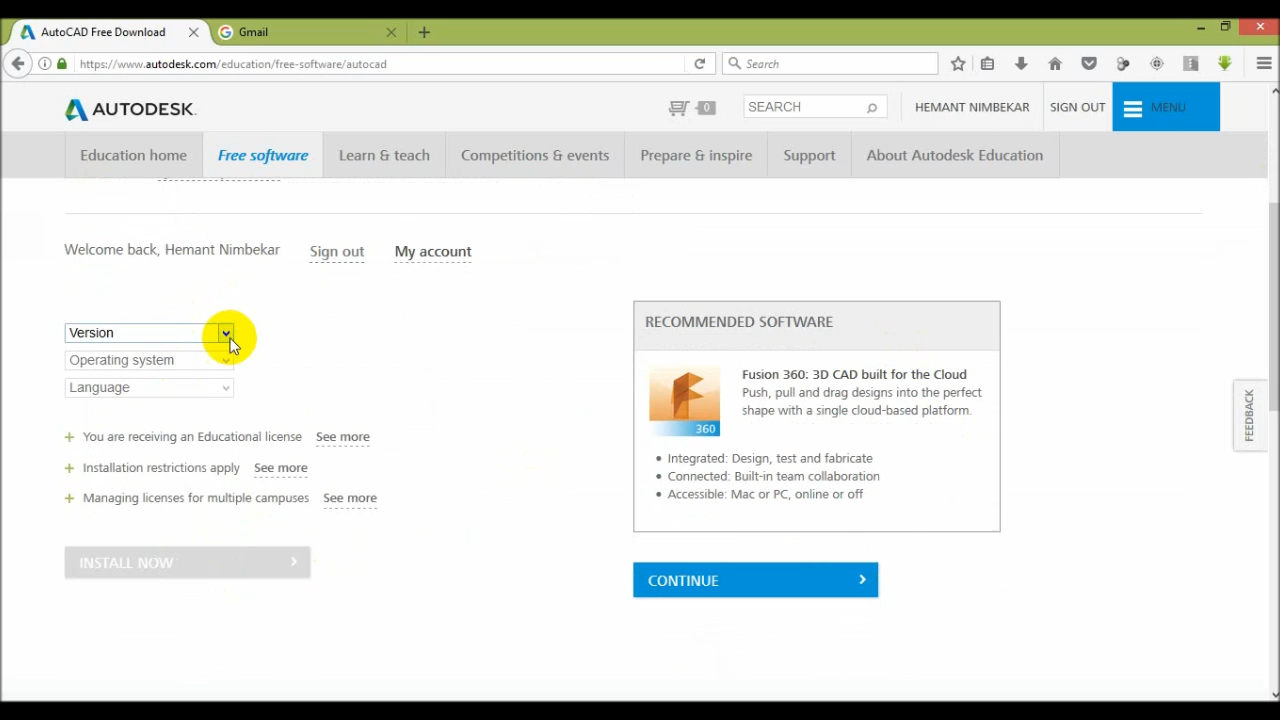 AutoCAD Free Download
Gmail
https://www.autodesk.com/education/free-software/autocad
Search
AUTODESK.
0
SEARCH
HEMANT NIMBEKAR
SIGN OUT
MENU
Education home
Free software
Learn & teach
Competitions & events
Prepare & inspire
Support
About Autodesk Education
Welcome back, Hemant Nimbekar
Sign out
My account
Version
Operating system
Language
+ You are receiving an Educational license See more
+ Installation restrictions apply See more
+ Managing licenses for multiple campuses See more
INSTALL NOW
RECOMMENDED SOFTWARE
360
Fusion 360: 3D CAD built for the Cloud
Push, pull and drag designs into the perfect
shape with a single cloud-based platform.
• Integrated: Design, test and fabricate
• Connected: Built-in team collaboration
• Accessible: Mac or PC, online or off
CONTINUE
FEEDBACK